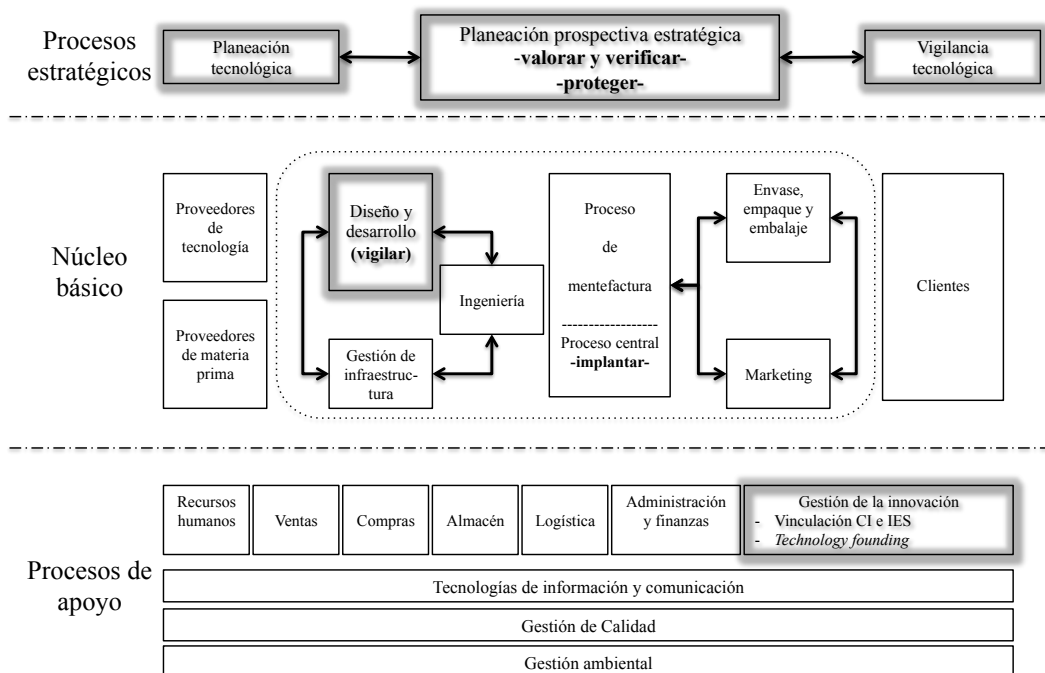 Procesos
estratégicos
Planeación
tecnológica
Planeación prospectiva estratégica
-valorar y verificar-
-proteger-
Vigilancia
tecnológica
Núcleo
básico
Proveedores
de
tecnología
Proveedores
de materia
prima
Diseño y
desarrollo
(vigilar)
Ingeniería
Gestión de
infraestruc-
tura
Proceso
de
mentefactura
--------------------
Proceso central
-implantar-
Envase,
empaque y
embalaje
Marketing
Clientes
Procesos de
apoyo
Recursos
humanos
Ventas
Compras
Almacén
Logística
Administración
y finanzas
Gestión de la innovación
- Vinculación CI e IES
- Technology founding
Tecnologías de información y comunicación
Gestión de Calidad
Gestión ambiental